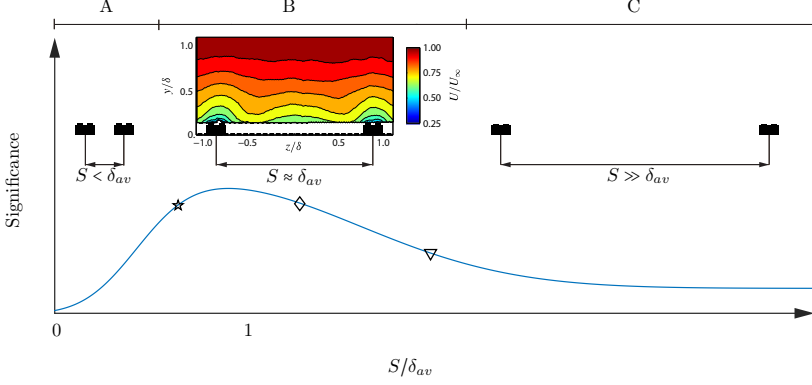 A B C
Significance
1.0
0.5
0.
y/δ
−1.0 −0.5 0.5 1.0
z/δ
1.00
0.75
0.50
0.25
U/U∞
S < δav
S ≈ δav
S ≫ δav
0 1
S/δav